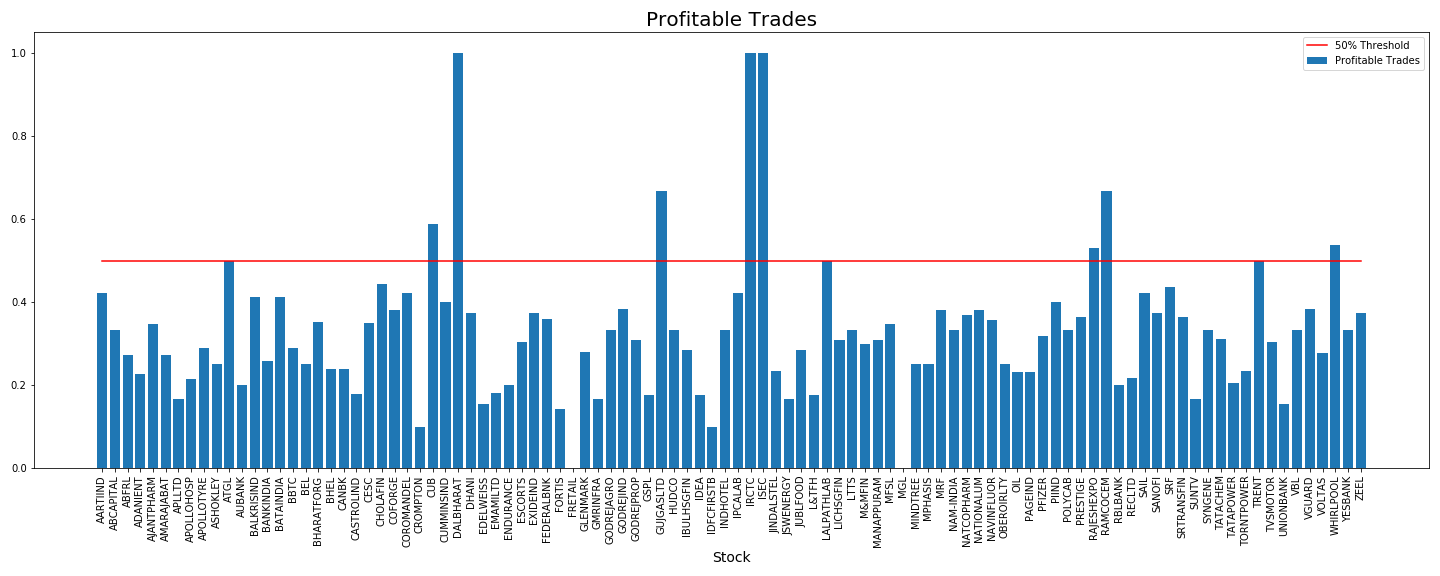 Profitable Trades
50% Threshold
Profitable Trades
1.0
0.8
0.6
0.4
0.2
0.0
AARTIIND
ABCAPITAL
ABFRL
ADANIENT
AJANTPHARM
AMARAJABAT
APLLTD
APOLLOHOSP
APOLLOTYRE
ASHOKLEY
ATGL
AUBANK
BALKRISIND
BANKINDIA
BATAINDIA
BBTC
BEL
BHARATFORG
BHEL
CANBK
CASTROLIND
CESC
CHOLAFIN
COFORGE
COROMANDEL
CROMPTON
CUB
CUMMINSIND
DALBHARAT
DHANI
EDELWEISS
EMAMILTD
ENDURANCE
ESCORTS
EXIDEIND
FEDERALBNK
FORTIS
FRETAIL
GLENMARK
GMRINFRA
GODREJAGRO
GODREJIND
GODREJPROP
GSPL
GUJGASLTD
HUDCO
IBULHSGFIN
IDEA
IDFCFIRSTB
INDHOTEL
IPCALAB
IRCTC
ISEC
JINDALSTEL
JSWENERGY
JUBLFOOD
L&TFH
LALPATHLAB
LICHSGFIN
LTTS
M&MFIN
MANAPPURAM
MFSL
MGL
MINDTREE
MPHASIS
MRF
NAM-INDIA
NATCOPHARM
NATIONALUM
NAVINFLUOR
OBEROIRLTY
OIL
PAGEIND
PFIZER
PIIND
POLYCAB
PRESTIGE
RAJESHEXPO
RAMCOCEM
RBLBANK
RECLTD
SAIL
SANOFI
SRF
SRTRANSFIN
SUNTV
SYNGENE
TATACHEM
TATAPOWER
TORNTPOWER
TRENT
TVSMOTOR
UNIONBANK
VBL
VGUARD
VOLTAS
WHIRLPOOL
YESBANK
ZEEL
Stock